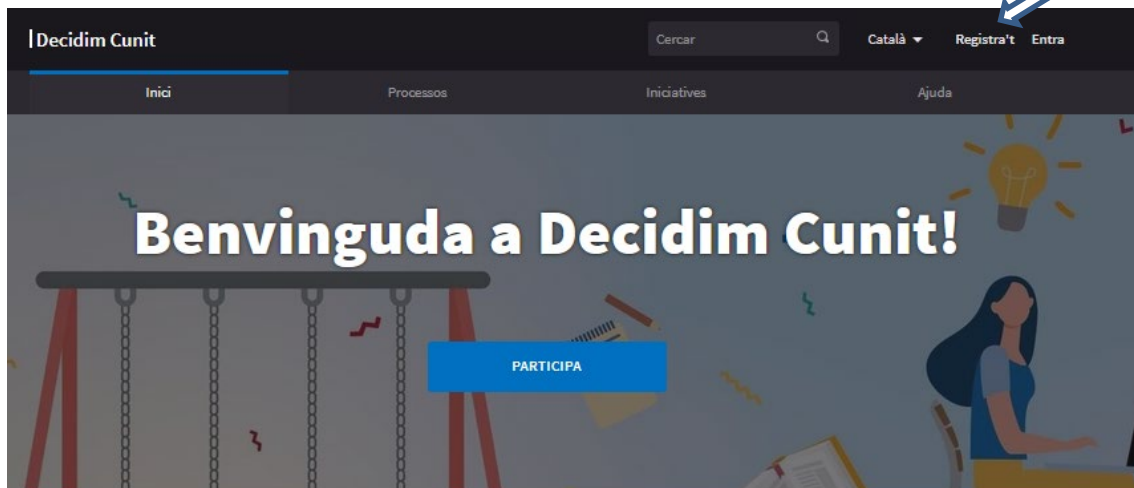 Decidim Cunit
Cercar
Català
Registra't Entra
Inici
Processos
Iniciatives
Ajuda
Benvinguda a Decidim Cunit!
PARTICIPA